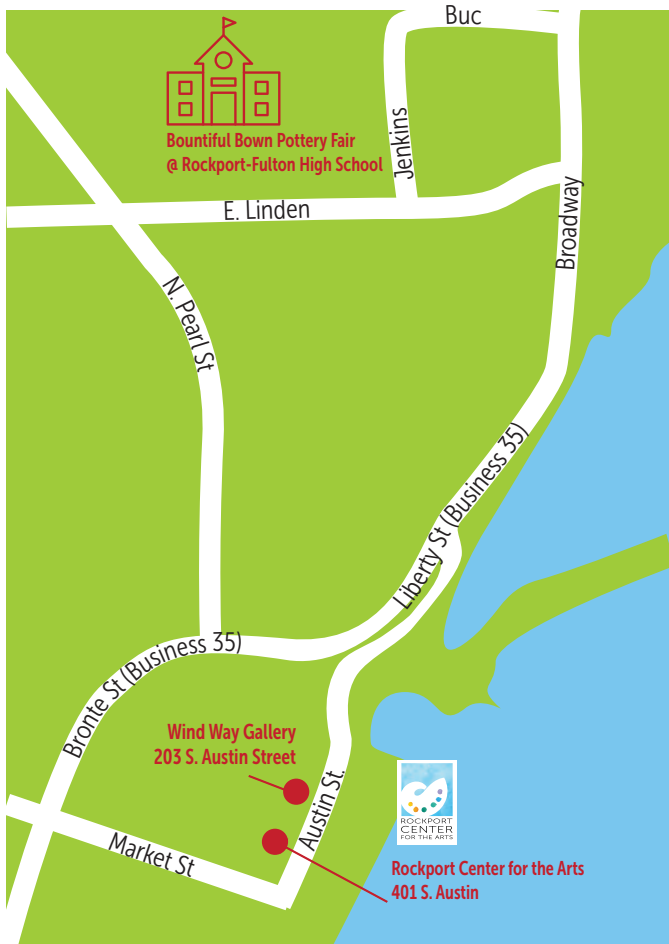 Buc
Bountiful Bown Pottery Fair
@ Rockport-Fulton High School
Jenkins
E. Linden
Broadway
N. Pearl St
Liberty St (Business 35)
Bronte St (Business 35)
Wind Way Gallery
203 S. Austin Street
Austin St.
Market St
ROCKPORT
CENTER
FOR THE ARTS
Rockport Center for the Arts
401 S. Austin